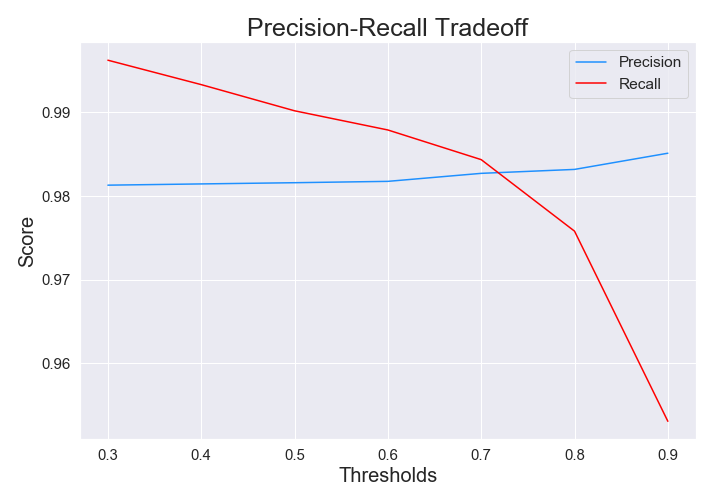 Precision-Recall Tradeoff
Precision
Recall
0.99
0.98
0.97
0.96
Score
0.3 0.4 0.5 0.6 0.7 0.8 0.9
Thresholds